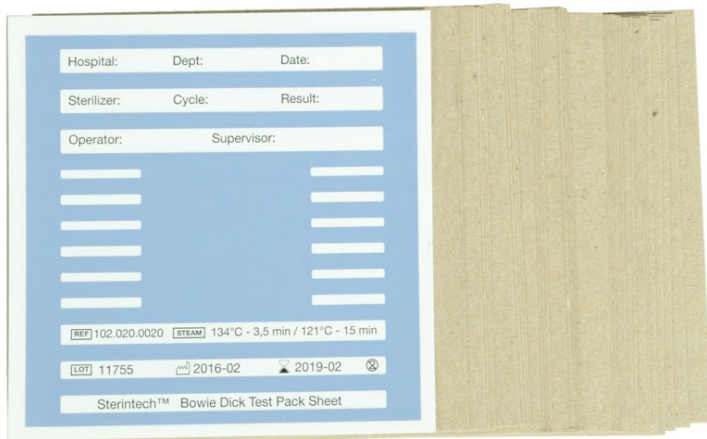 Hospital: Dept: Date:
Sterilizer: Cycle: Result:
Operator: Supervisor:
REF 102.020.0020 STEAM 134°C - 3,5 min / 121°C - 15 min
LOT 11755 2016-02 2019-02
Sterintech™ Bowie Dick Test Pack Sheet